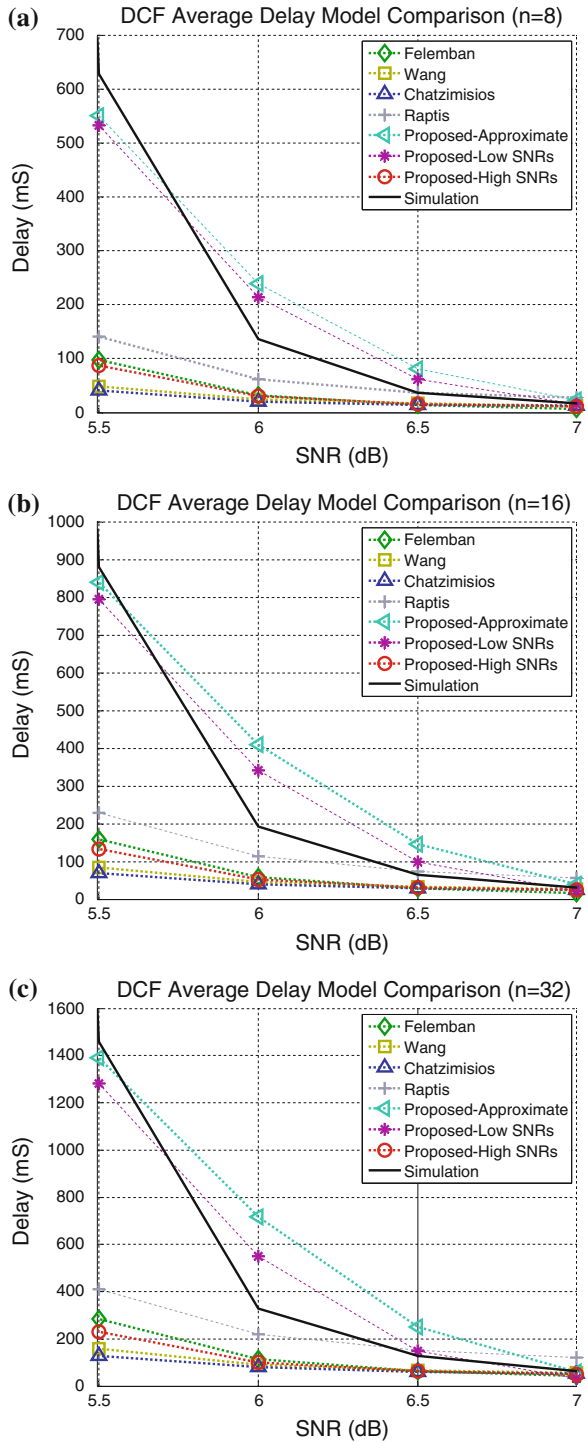 (a) DCF Average Delay Model Comparison (n=8)
700
600
500
400
300
200
100
0
Delay (mS)
Felemban
Wang
Chatzimisios
Raptis
Proposed-Approximate
Proposed-Low SNRs
Proposed-High SNRs
Simulation
5.5 6 6.5 7
SNR (dB)
(b) DCF Average Delay Model Comparison (n=16)
1000
900
800
700
600
500
400
300
200
100
0
Delay (mS)
Felemban
Wang
Chatzimisios
Raptis
Proposed-Approximate
Proposed-Low SNRs
Proposed-High SNRs
Simulation
5.5 6 6.5 7
SNR (dB)
(c) DCF Average Delay Model Comparison (n=32)
1600
1400
1200
1000
800
600
400
200
0
Delay (mS)
Felemban
Wang
Chatzimisios
Raptis
Proposed-Approximate
Proposed-Low SNRs
Proposed-High SNRs
Simulation
5.5 6 6.5 7
SNR (dB)